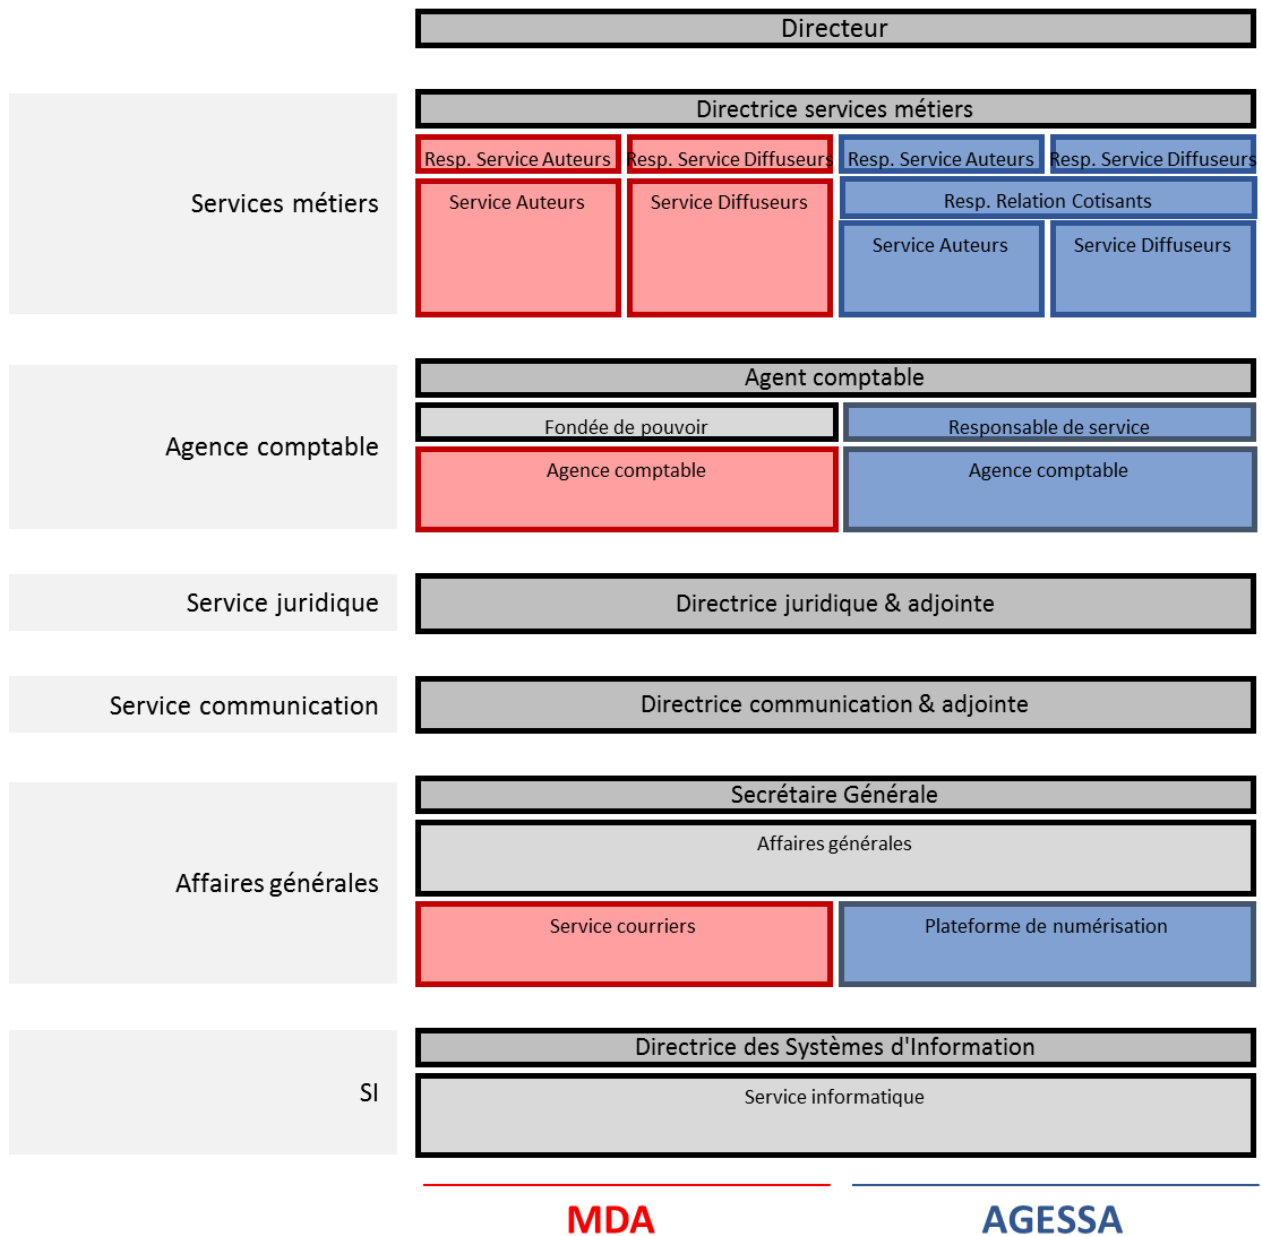 Directeur
Services métiers
Directrice services métiers
Resp. Service Auteurs
Resp. Service Diffuseurs
Resp. Service Auteurs
Resp. Service Diffuseurs
Service Auteurs
Service Diffuseurs
Resp. Relation Cotisants
Service Auteurs
Service Diffuseurs
Agence comptable
Agent comptable
Fondée de pouvoir
Responsable de service
Agence comptable
Agence comptable
Service juridique
Directrice juridique & adjointe
Service communication
Directrice communication & adjointe
Affaires générales
Secrétaire Générale
Affaires générales
Service courriers
Plateforme de numérisation
SI
Directrice des Systèmes d'Information
Service informatique
MDA
AGESSA